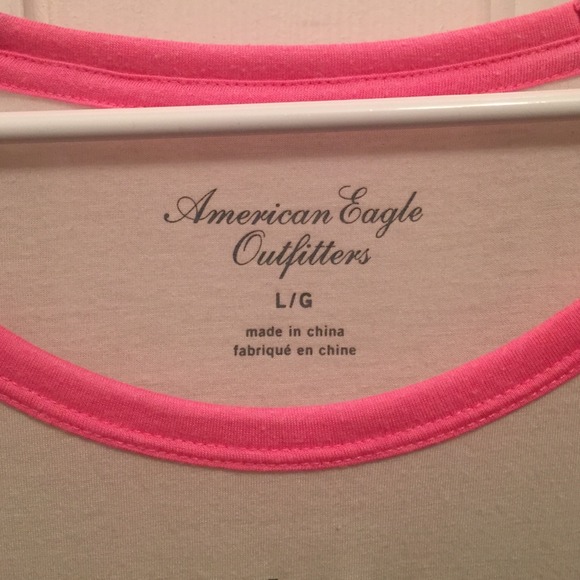 American Eagle
Outfitters
L/G
made in china
fabriqué en chine